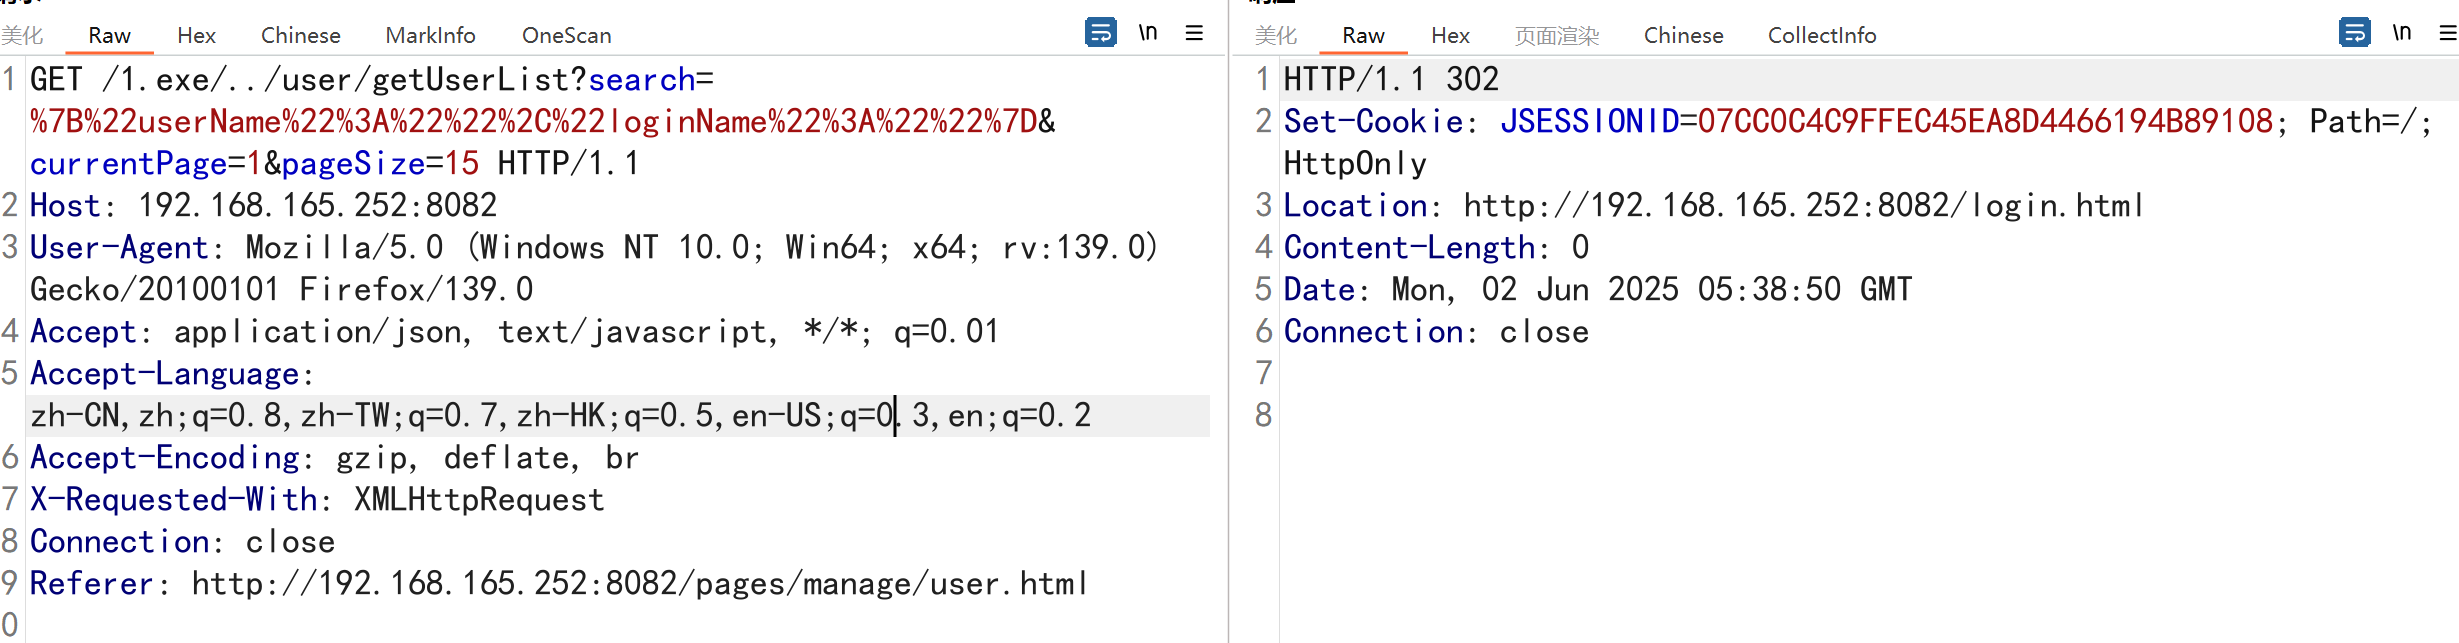 美化 Raw Hex Chinese MarkInfo OneScan \n
1 GET /1.exe/../user/getUserList?search=
%7B%22userName%22%3A%22%22%2C%22loginName%22%3A%22%22%7D&
currentPage=1&pageSize=15 HTTP/1.1
2 Host: 192.168.165.252:8082
3 User-Agent: Mozilla/5.0 (Windows NT 10.0; Win64; x64; rv:139.0)
Gecko/20100101 Firefox/139.0
4 Accept: application/json, text/javascript, */*; q=0.01
5 Accept-Language:
zh-CN,zh;q=0.8,zh-TW;q=0.7,zh-HK;q=0.5,en-US;q=0.3,en;q=0.2
6 Accept-Encoding: gzip, deflate, br
7 X-Requested-With: XMLHttpRequest
8 Connection: close
9 Referer: http://192.168.165.252:8082/pages/manage/user.html
0
美化 Raw Hex 页面渲染 Chinese CollectInfo \n
1 HTTP/1.1 302
2 Set-Cookie: JSESSIONID=07CC0C4C9FFEC45EA8D4466194B89108; Path=/;
HttpOnly
3 Location: http://192.168.165.252:8082/login.html
4 Content-Length: 0
5 Date: Mon, 02 Jun 2025 05:38:50 GMT
6 Connection: close
7
8